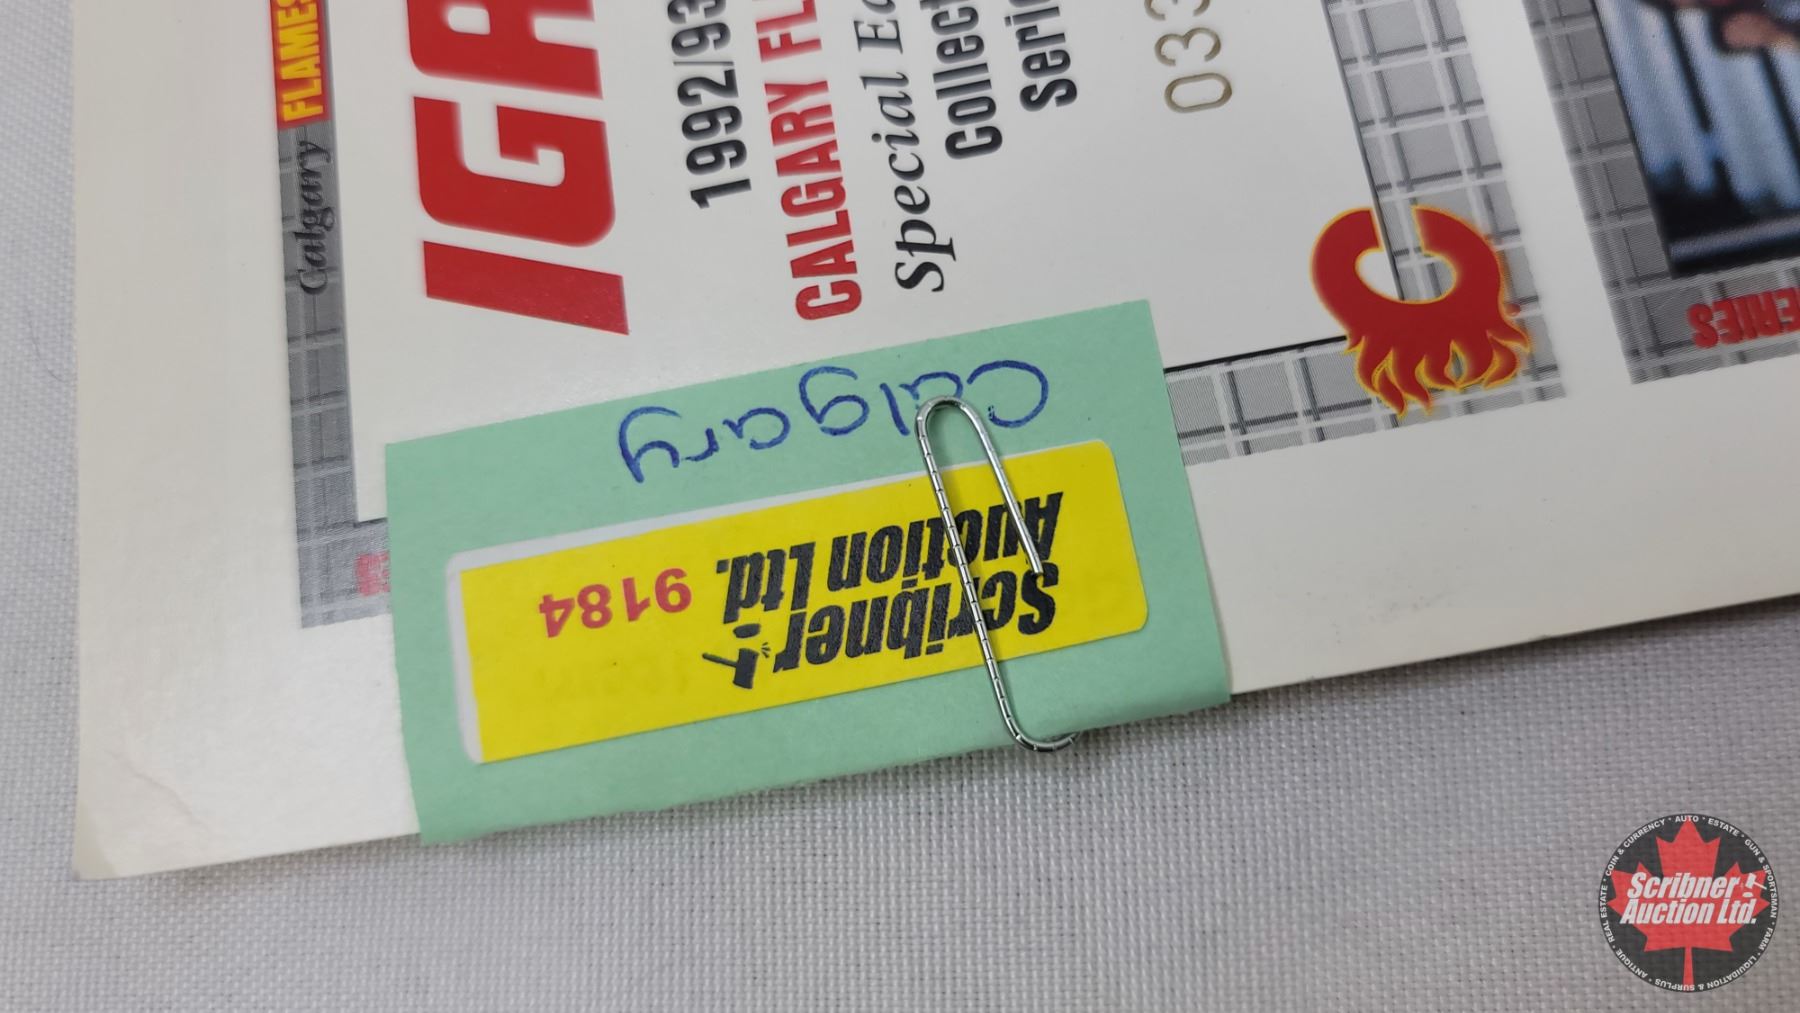 FLAMES
Calgary
IGA
1992/93
CALGARY FL
Special Ed
Collect
Seri
033
SERIES
Calgary
Scribner
Auction Ltd.
9184
Scribner
Auction Ltd.
COIN & CURRENCY * AUTO * ESTATE * GUN & SPORTSMAN * FARM * LIQUIDATION & SURPLUS * ANTIQUE * REAL ESTATE *